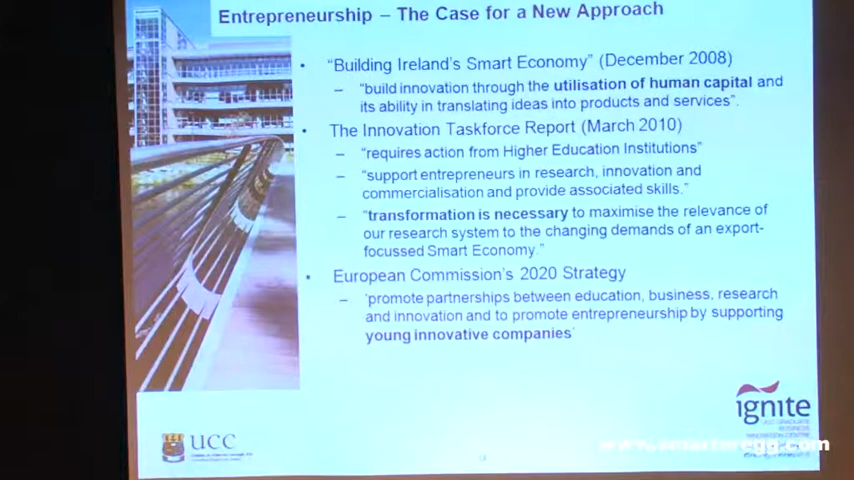 Entrepreneurship – The Case for a New Approach
• "Building Ireland's Smart Economy" (December 2008)
– "build innovation through the utilisation of human capital and
its ability in translating ideas into products and services".
• The Innovation Taskforce Report (March 2010)
– "requires action from Higher Education Institutions"
– "support entrepreneurs in research, innovation and
commercialisation and provide associated skills."
– "transformation is necessary to maximise the relevance of
our research system to the changing demands of an export-
focussed Smart Economy."
• European Commission's 2020 Strategy
– 'promote partnerships between education, business, research
and innovation and to promote entrepreneurship by supporting
young innovative companies'
UCC
ignite
UCC GRADUATE
BUSINESS
INNOVATION CENTRE